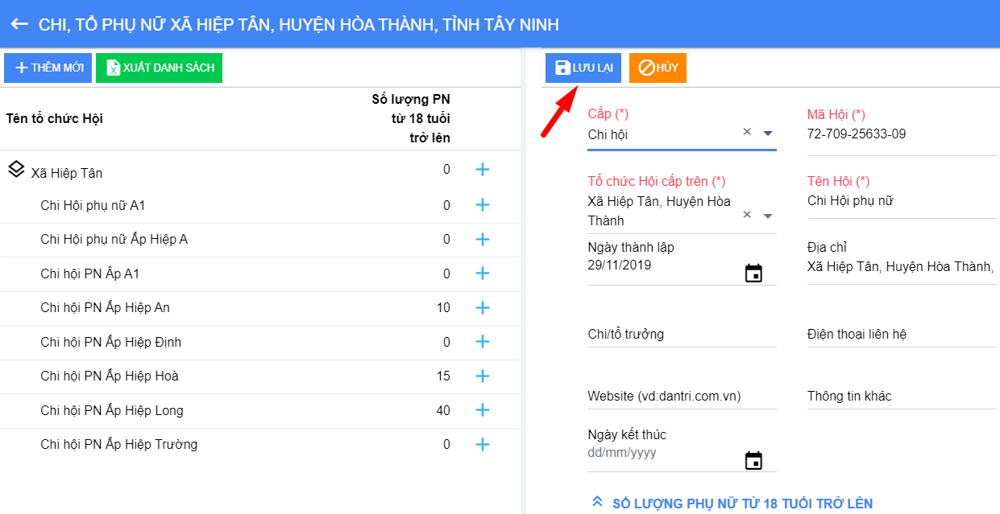 CHI, TỔ PHỤ NỮ XÃ HIỆP TÂN, HUYỆN HÒA THÀNH, TỈNH TÂY NINH
THÊM MỚI
XUẤT DANH SÁCH
Tên tổ chức Hội
Số lượng PN
từ 18 tuổi
trở lên
Xã Hiệp Tân 0
Chi Hội phụ nữ A1 0
Chi Hội phụ nữ Ấp Hiệp A 0
Chi hội PN Âp A1 0
Chi hội PN Ấp Hiệp An 10
Chi hội PN Ấp Hiệp Định 0
Chi hội PN Ấp Hiệp Hoà 15
Chi hội PN Ấp Hiệp Long 40
Chi hội PN Ấp Hiệp Trường 0
LƯU LẠI
HỦY
Cấp (*)
Chi hội
Mã Hội (*)
72-709-25633-09
Tổ chức Hội cấp trên (*)
Xã Hiệp Tân, Huyện Hòa
Thành
Tên Hội (*)
Chi Hội phụ nữ
Ngày thành lập
29/11/2019
Địa chỉ
Xã Hiệp Tân, Huyện Hòa Thành,
Chi/tổ trưởng
Điện thoại liên hệ
Website (vd:dantri.com.vn)
Thông tin khác
Ngày kết thúc
dd/mm/yyyy
SỐ LƯỢNG PHỤ NỮ TỪ 18 TUỔI TRỞ LÊN